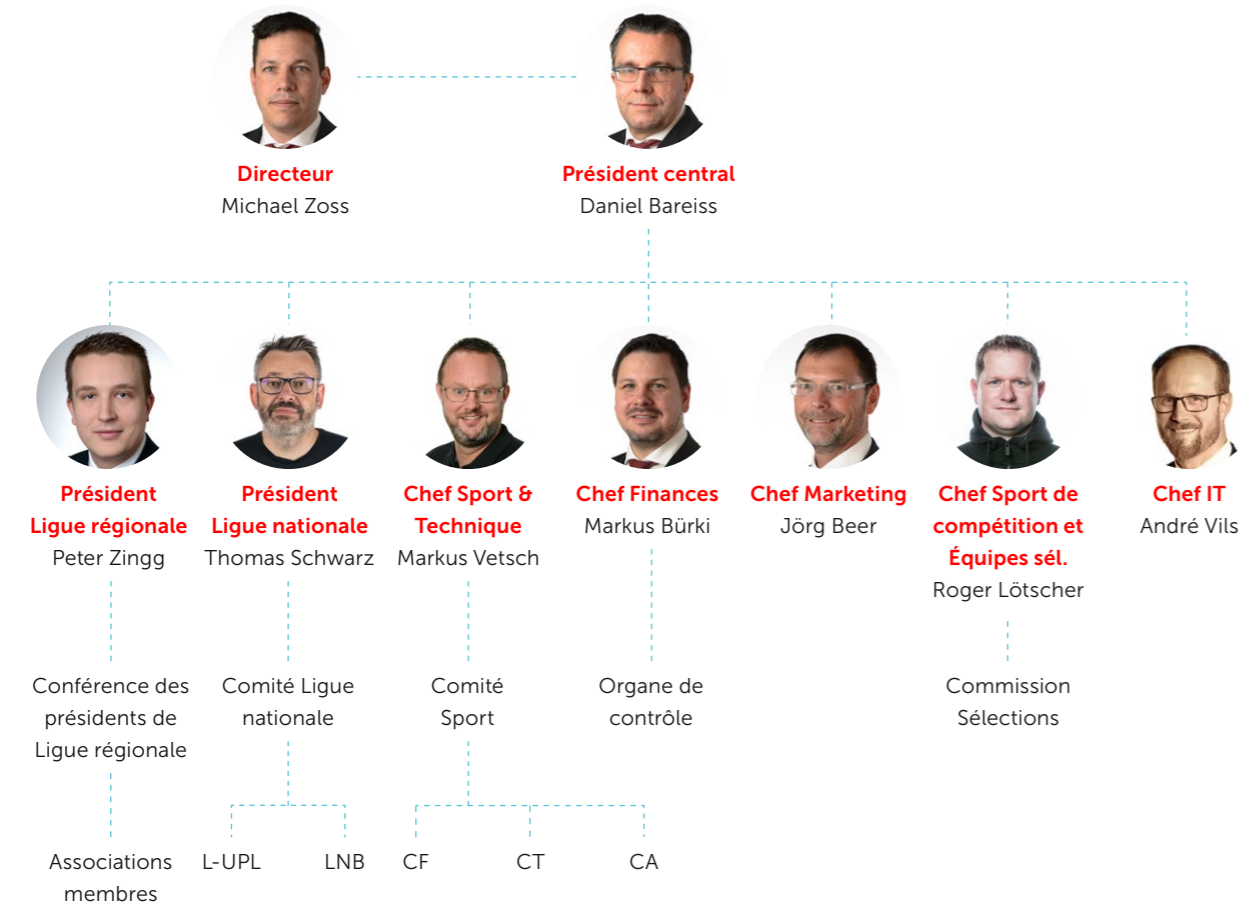 Directeur
Michael Zoss
Président central
Daniel Bareiss
Président
Ligue régionale
Peter Zingg
Président
Ligue nationale
Thomas Schwarz
Chef Sport &
Technique
Markus Vetsch
Chef Finances
Markus Bürki
Chef Marketing
Jörg Beer
Chef Sport de
compétition et
Équipes sél.
Roger Lötscher
Chef IT
André Vils
Conférence des
présidents de
Ligue régionale
Comité Ligue
nationale
Comité
Sport
Organe de
contrôle
Commission
Sélections
Associations
membres
L-UPL
LNB
CF
CT
CA